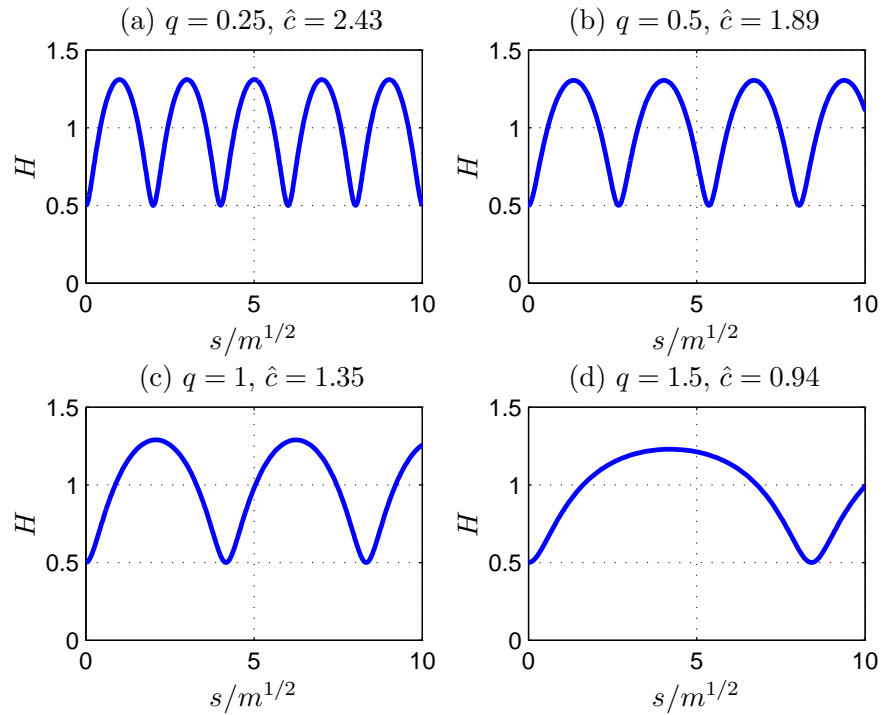 (a) q = 0.25, ĉ = 2.43
1.5
1
0.5
0
H
0 5 10
s/m^{1/2}
(b) q = 0.5, ĉ = 1.89
1.5
1
0.5
0
H
0 5 10
s/m^{1/2}
(c) q = 1, ĉ = 1.35
1.5
1
0.5
0
H
0 5 10
s/m^{1/2}
(d) q = 1.5, ĉ = 0.94
1.5
1
0.5
0
H
0 5 10
s/m^{1/2}